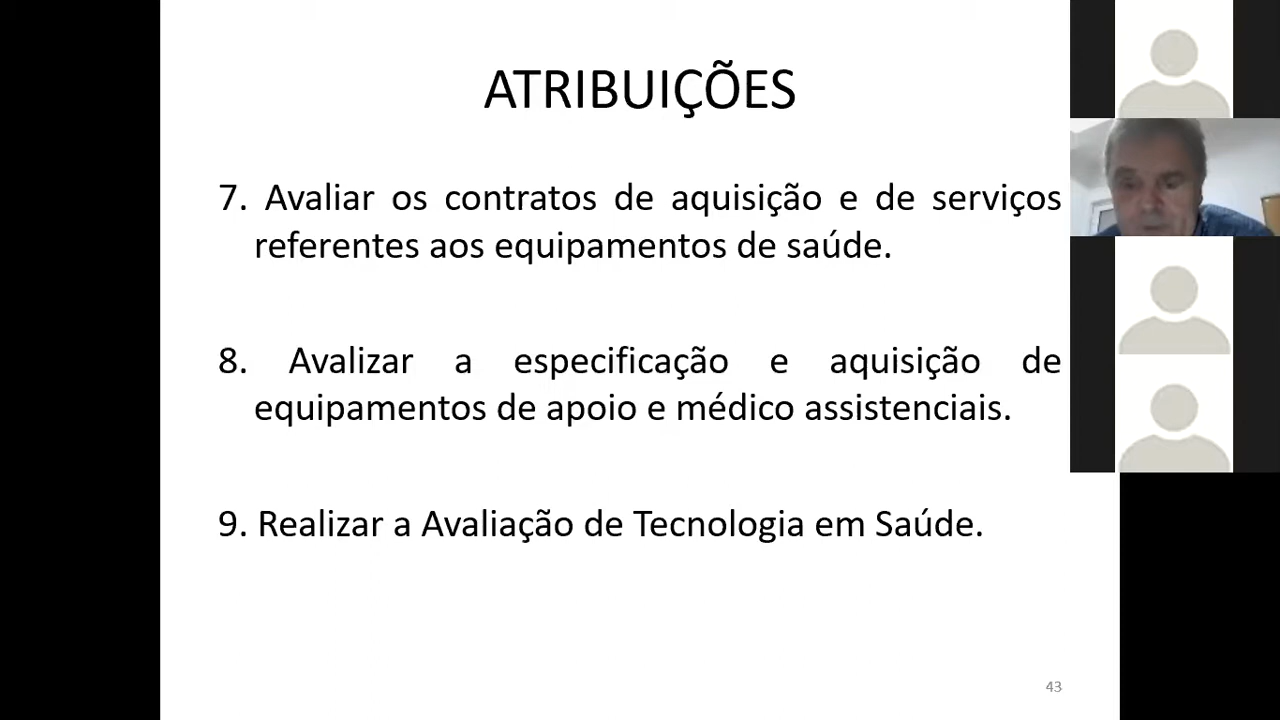 ATRIBUIÇÕES
7. Avaliar os contratos de aquisição e de serviços
referentes aos equipamentos de saúde.
8. Avalizar a especificação e aquisição de
equipamentos de apoio e médico assistenciais.
9. Realizar a Avaliação de Tecnologia em Saúde.
43